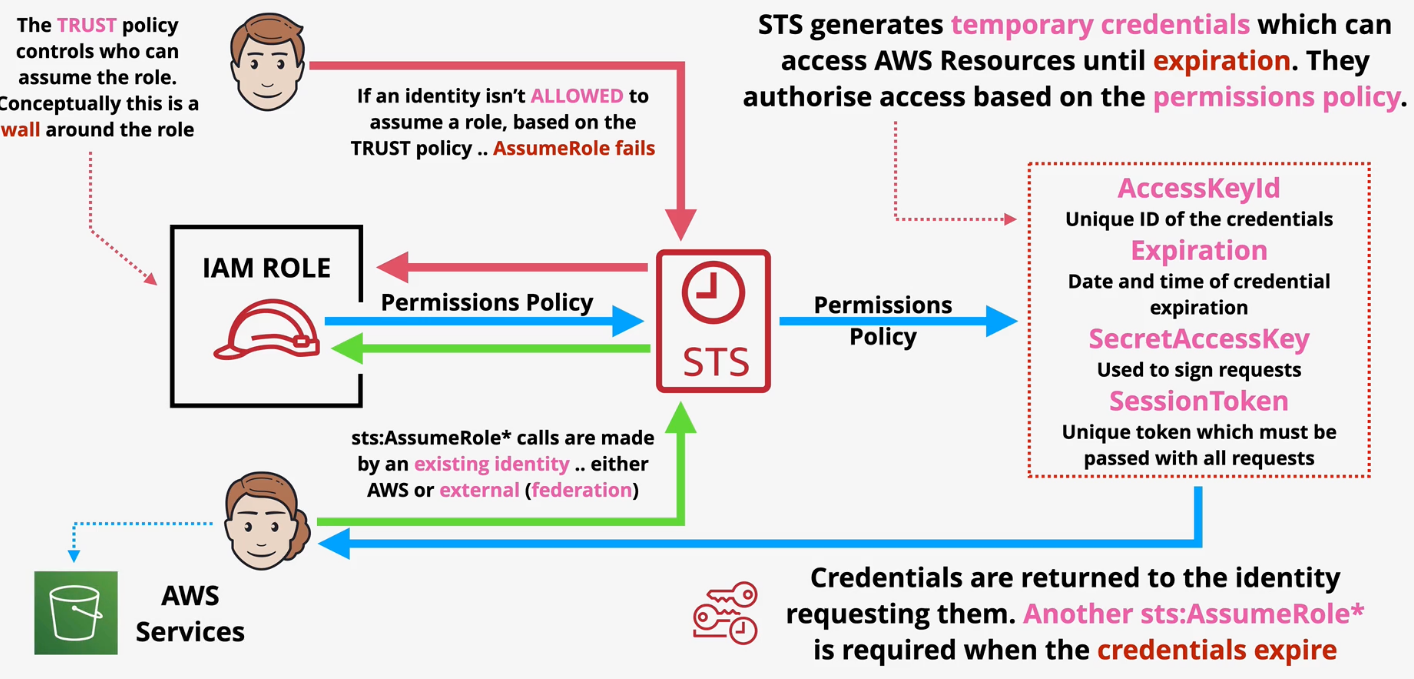 The TRUST policy
controls who can
assume the role.
Conceptually this is a
wall around the role
If an identity isn’t ALLOWED to
assume a role, based on the
TRUST policy .. AssumeRole fails
STS generates temporary credentials which can
access AWS Resources until expiration. They
authorise access based on the permissions policy.
IAM ROLE
Permissions Policy
STS
Permissions
Policy
AccessKeyId
Unique ID of the credentials
Expiration
Date and time of credential
expiration
SecretAccessKey
Used to sign requests
SessionToken
Unique token which must be
passed with all requests
sts:AssumeRole* calls are made
by an existing identity .. either
AWS or external (federation)
AWS
Services
Credentials are returned to the identity
requesting them. Another sts:AssumeRole*
is required when the credentials expire